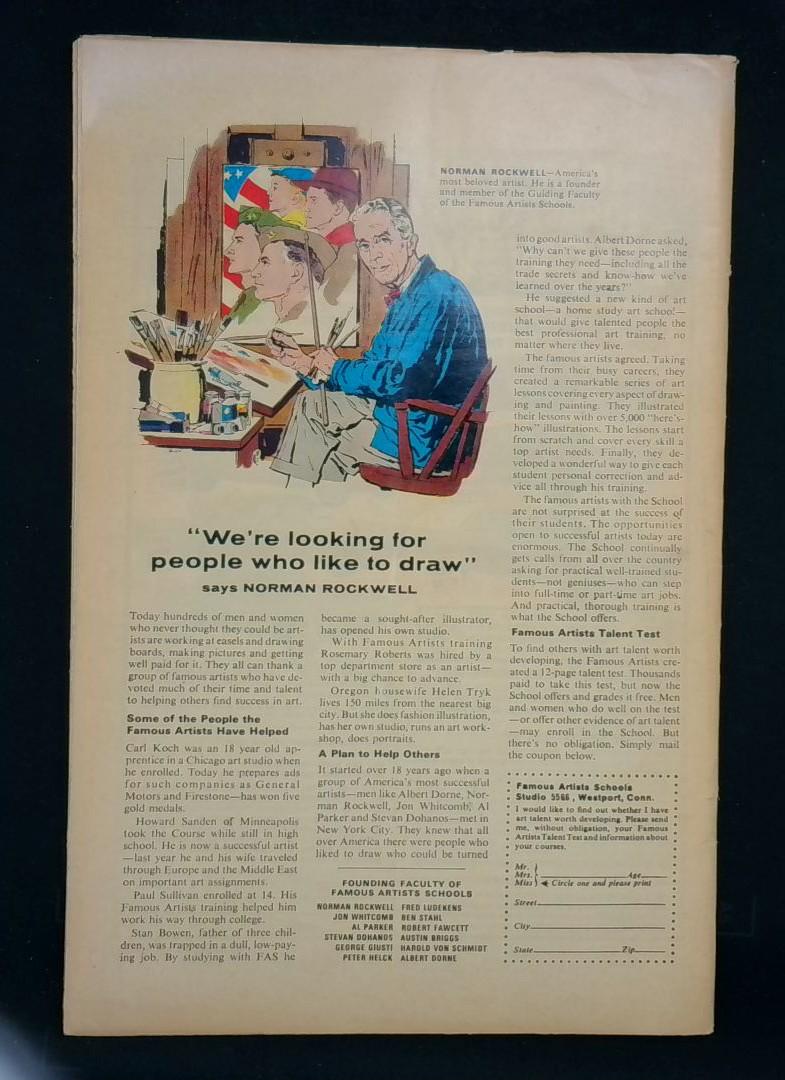 NORMAN ROCKWELL—America's
most beloved artist. He is a founder
and member of the Guiding Faculty
of the Famous Artists Schools.
"We're looking for
people who like to draw"
says NORMAN ROCKWELL
Today hundreds of men and women
who never thought they could be art-
ists are working at easels and drawing
boards, making pictures and getting
well paid for it. They all can thank a
group of famous artists who have de-
voted much of their time and talent
to helping others find success in art.
Some of the People the
Famous Artists Have Helped
Carl Koch was an 18 year old ap-
prentice in a Chicago art studio when
he enrolled. Today he prepares ads
for such companies as General
Motors and Firestone—has won five
gold medals.
Howard Sanden of Minneapolis
took the Course while still in high
school. He is now a successful artist
—last year he and his wife traveled
through Europe and the Middle East
on important art assignments.
Paul Sullivan enrolled at 14. His
Famous Artists training helped him
work his way through college.
Stan Bowen, father of three chil-
dren, was trapped in a dull, low-pay-
ing job. By studying with FAS he
became a sought-after illustrator,
has opened his own studio.
With Famous Artists training
Rosemary Roberts was hired by a
top department store as an artist—
with a big chance to advance.
Oregon housewife Helen Tryk
lives 150 miles from the nearest big
city. But she does fashion illustration,
has her own studio, runs an art work-
shop, does portraits.
A Plan to Help Others
It started over 18 years ago when a
group of America's most successful
artists—men like Albert Dorne, Nor-
man Rockwell, Jon Whitcomb, Al
Parker and Stevan Dohanos—met in
New York City. They knew that all
over America there were people who
liked to draw who could be turned
FOUNDING FACULTY OF
FAMOUS ARTISTS SCHOOLS
NORMAN ROCKWELL FRED LUDEKENS
JON WHITCOMB BEN STAHL
AL PARKER ROBERT FAWCETT
STEVAN DOHANOS AUSTIN BRIGGS
GEORGE GIUSTI HAROLD VON SCHMIDT
PETER HELCK ALBERT DORNE
into good artists. Albert Dorne asked,
"Why can't we give these people the
training they need—including all the
trade secrets and know-how we've
learned over the years?"
He suggested a new kind of art
school—a home study art school—
that would give talented people the
best professional art training, no
matter where they live.
The famous artists agreed. Taking
time from their busy careers, they
created a remarkable series of art
lessons covering every aspect of draw-
ing and painting. They illustrated
their lessons with over 5,000 "here's-
how" illustrations. The lessons start
from scratch and cover every skill a
top artist needs. Finally, they de-
veloped a wonderful way to give each
student personal correction and ad-
vice all through his training.
The famous artists with the School
are not surprised at the success of
their students. The opportunities
open to successful artists today are
enormous. The School continually
gets calls from all over the country
asking for practical well-trained stu-
dents—not geniuses—who can step
into full-time or part-time art jobs.
And practical, thorough training is
what the School offers.
Famous Artists Talent Test
To find others with art talent worth
developing, the Famous Artists cre-
ated a 12-page talent test. Thousands
paid to take this test, but now the
School offers and grades it free. Men
and women who do well on the test
—or offer other evidence of art talent
—may enroll in the School. But
there's no obligation. Simply mail
the coupon below.
Famous Artists Schools
Studio 5566, Westport, Conn.
I would like to find out whether I have
art talent worth developing. Please send
me, without obligation, your Famous
Artists Talent Test and information about
your courses.
Mr.
Mrs. Age
Miss Circle one and please print
Street
City
State Zip